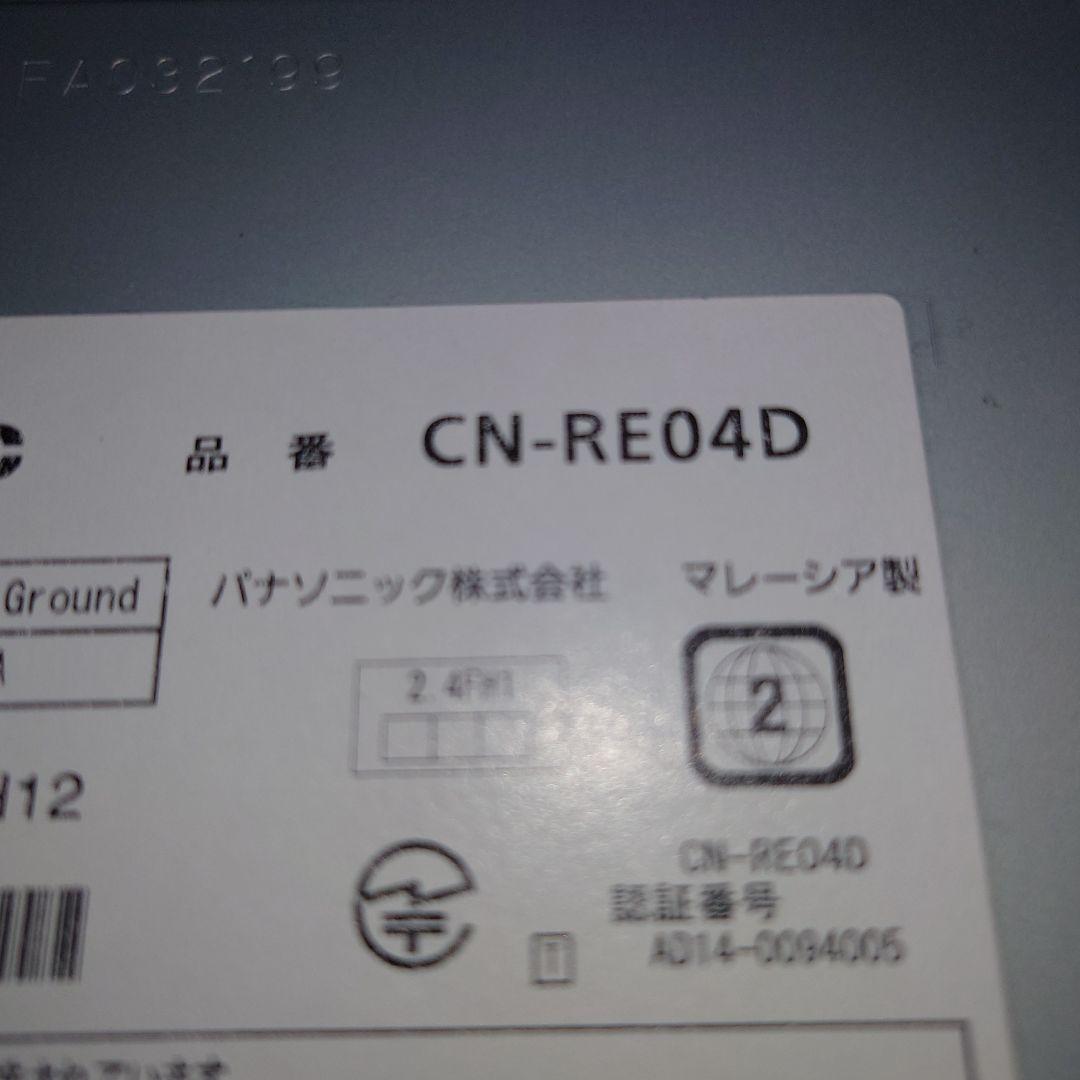 FA032199
品番 CN-RE04D
Ground
パナソニック株式会社 マレーシア製
2.4FH1
2
12
CN-RE04D
認証番号
AD14-0094005